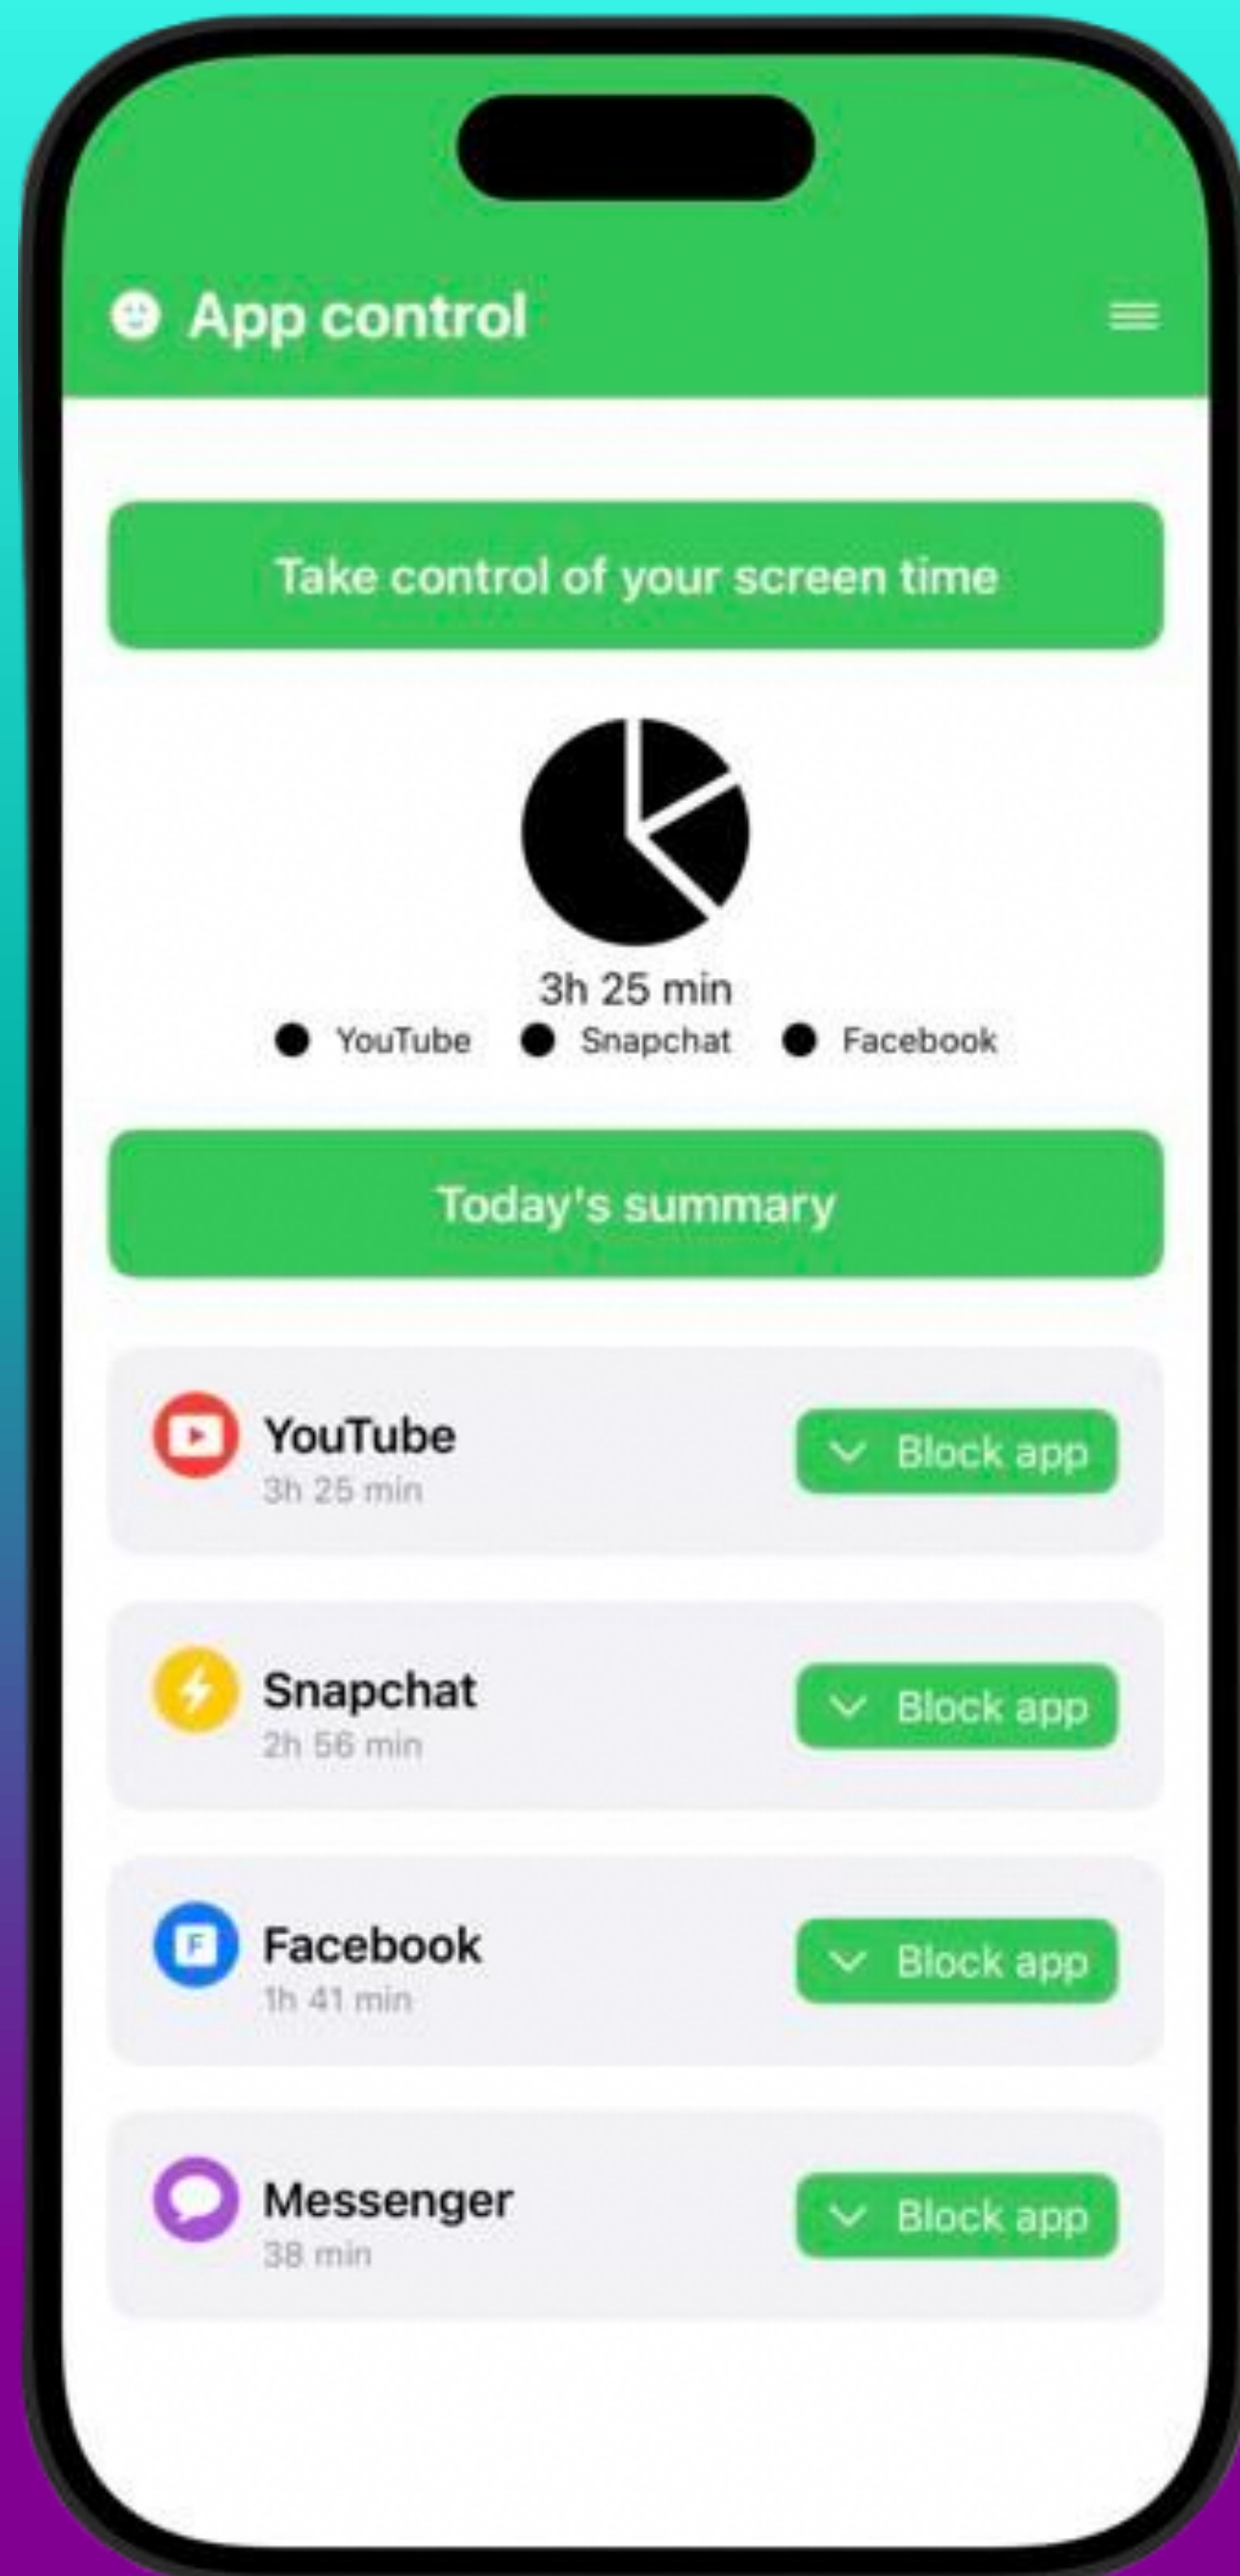 App control
Take control of your screen time
3h 25 min
YouTube Snapchat Facebook
Today's summary
YouTube
3h 25 min
Block app
Snapchat
2h 56 min
Block app
F
Facebook
1h 41 min
Block app
Messenger
38 min
Block app